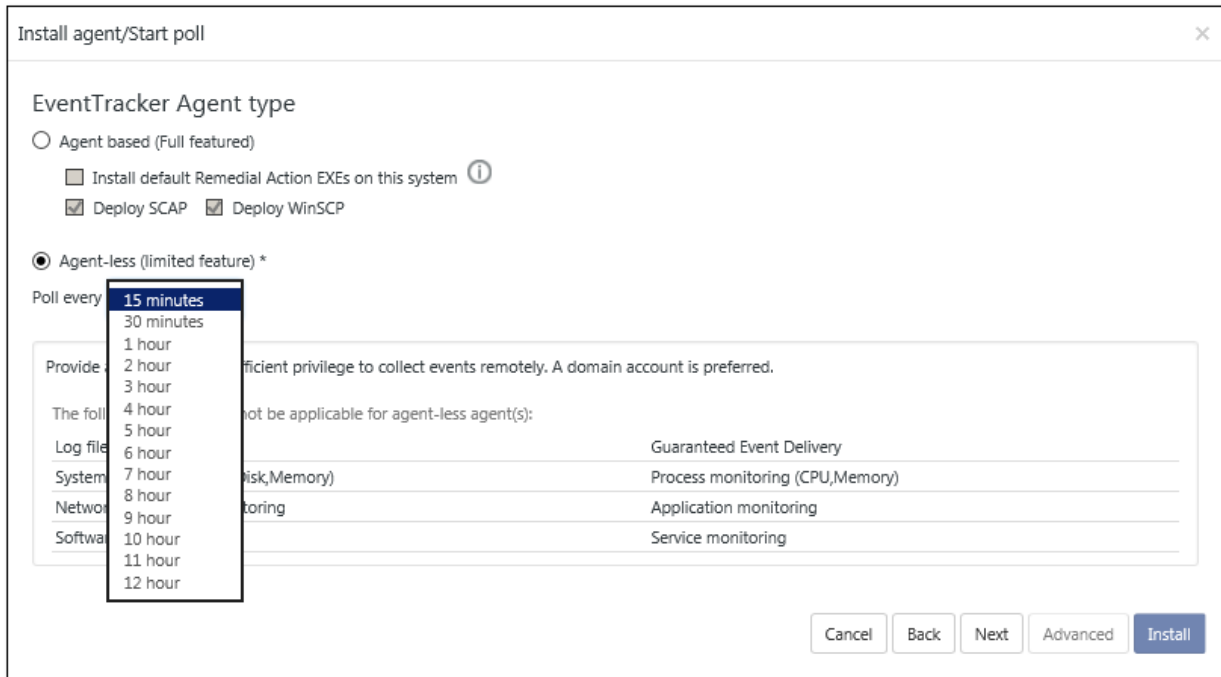 Install agent/Start poll
EventTracker Agent type
Agent based (Full featured)
Install default Remedial Action EXEs on this system
Deploy SCAP Deploy WinSCP
Agent-less (limited feature) *
Poll every
15 minutes
30 minutes
1 hour
2 hour
3 hour
4 hour
5 hour
6 hour
7 hour
8 hour
9 hour
10 hour
11 hour
12 hour
Provide ficient privilege to collect events remotely. A domain account is preferred.
The foll not be applicable for agent-less agent(s):
Log file Guaranteed Event Delivery
System isk,Memory) Process monitoring (CPU,Memory)
Networ toring Application monitoring
Softwa Service monitoring
Cancel Back Next Advanced Install